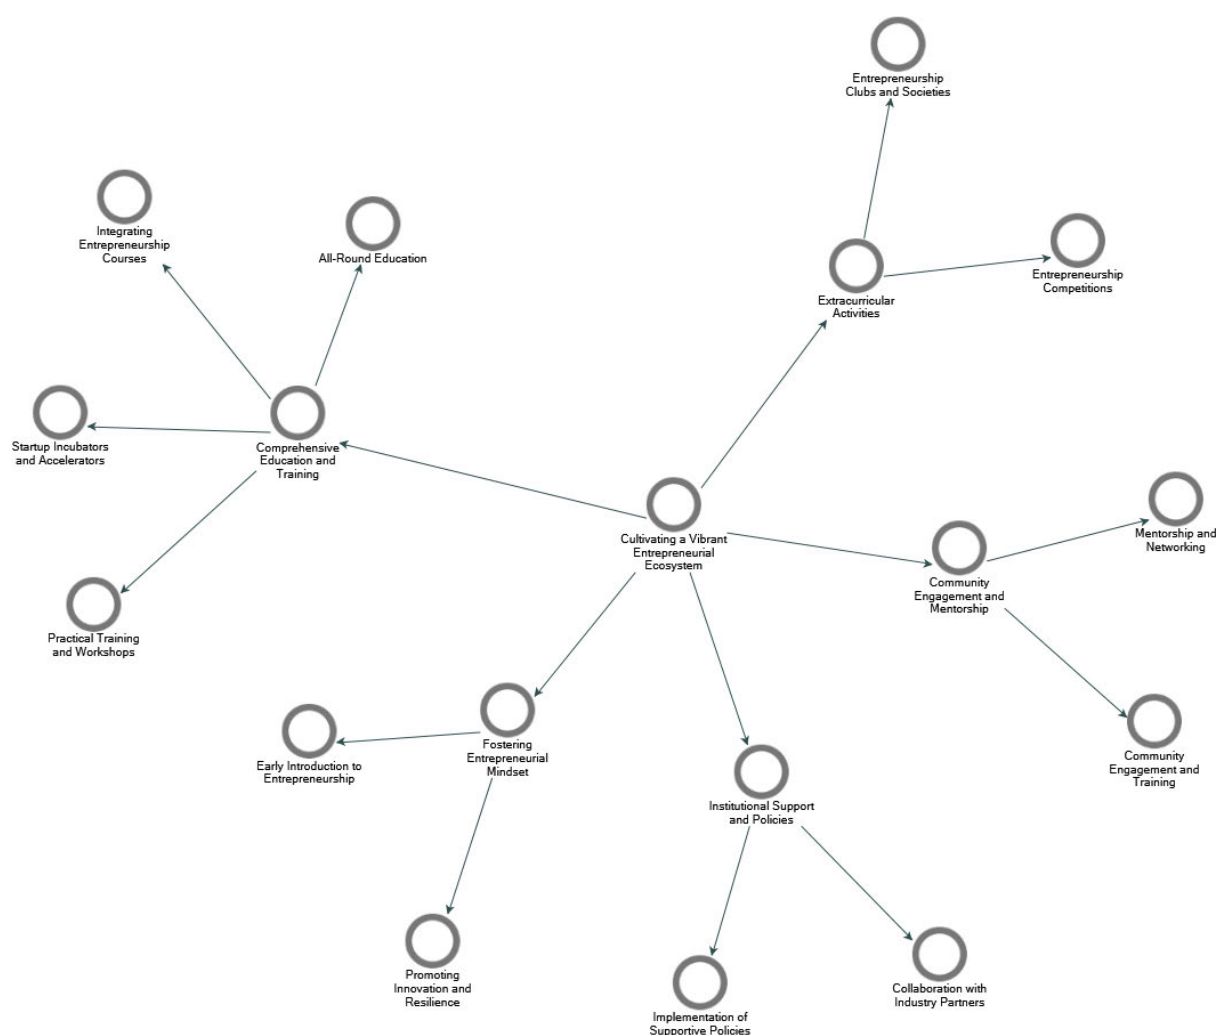 Entrepreneurship
Clubs and Societies
Integrating
Entrepreneurship
Courses
All-Round Education
Entrepreneurship
Competitions
Extracurricular
Activities
Startup Incubators
and Accelerators
Comprehensive
Education and
Training
Cultivating a Vibrant
Entrepreneurial
Ecosystem
Mentorship and
Networking
Community
Engagement and
Mentorship
Practical Training
and Workshops
Early Introduction to
Entrepreneurship
Fostering
Entrepreneurial
Mindset
Institutional Support
and Policies
Community
Engagement and
Training
Promoting
Innovation and
Resilience
Implementation of
Supportive Policies
Collaboration with
Industry Partners